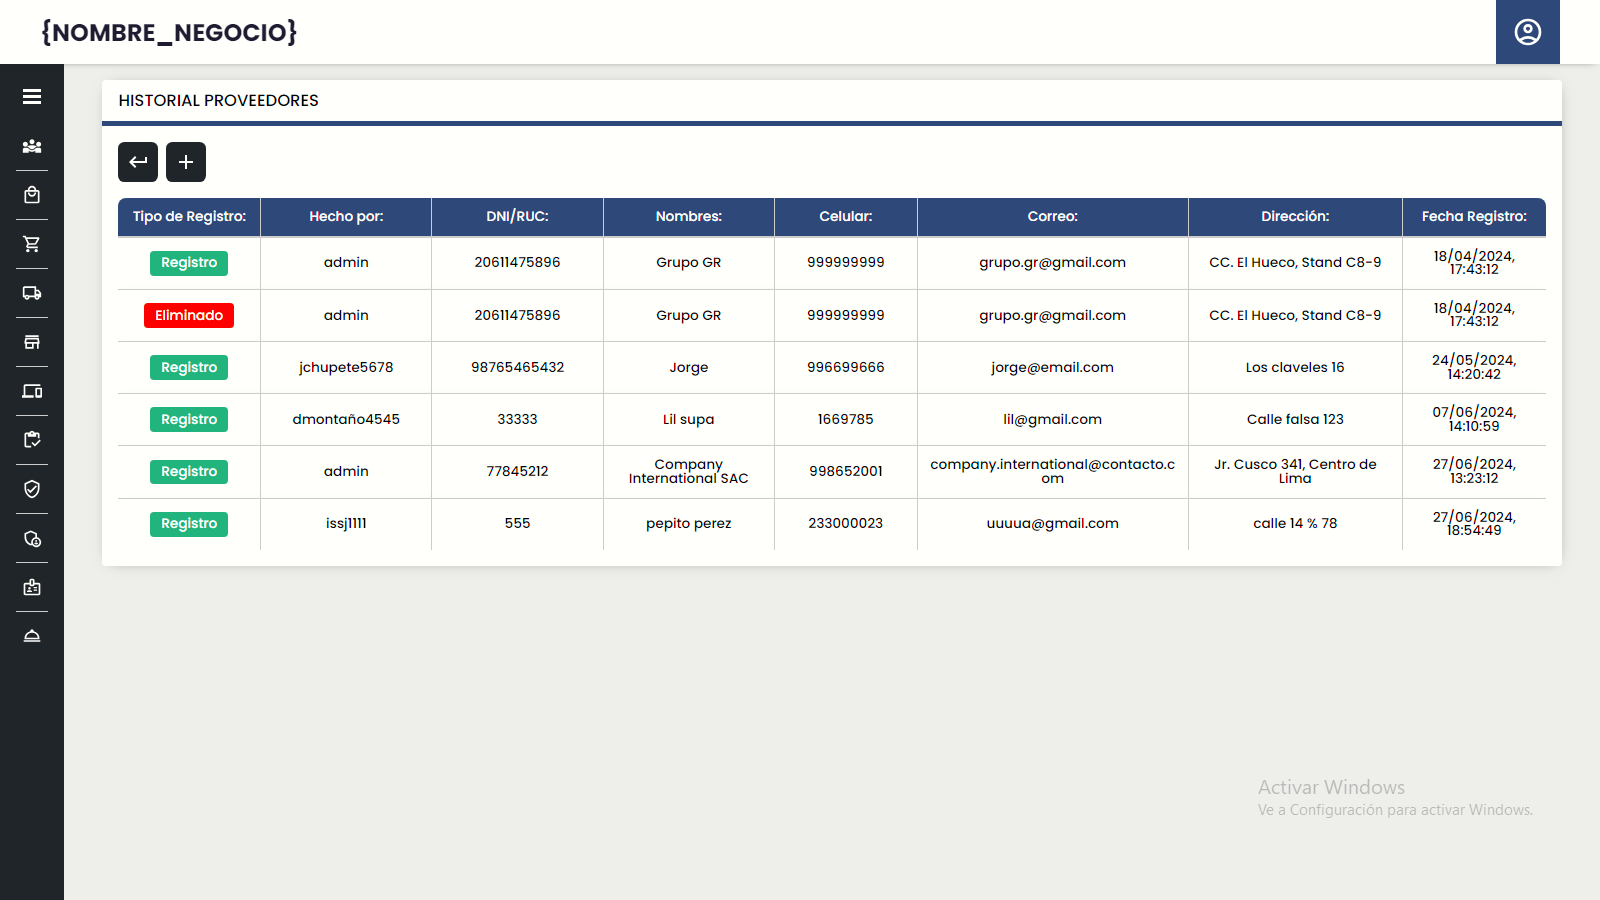 {NOMBRE_NEGOCIO}
HISTORIAL PROVEEDORES
Tipo de Registro: Hecho por: DNI/RUC: Nombres: Celular: Correo: Dirección: Fecha Registro:
Registro admin 20611475896 Grupo GR 999999999 grupo.gr@gmail.com CC. El Hueco, Stand C8-9 18/04/2024,
17:43:12
Eliminado admin 20611475896 Grupo GR 999999999 grupo.gr@gmail.com CC. El Hueco, Stand C8-9 18/04/2024,
17:43:12
Registro jchupete5678 98765465432 Jorge 996699666 jorge@email.com Los claveles 16 24/05/2024,
14:20:42
Registro dmontaño4545 33333 Lil supa 1669785 lil@gmail.com Calle falsa 123 07/06/2024,
14:10:59
Registro admin 77845212 Company 998652001 company.international@contacto.c Jr. Cusco 341, Centro de 27/06/2024,
International SAC om Lima 13:23:12
Registro issj1111 555 pepito perez 233000023 uuuua@gmail.com calle 14 % 78 27/06/2024,
18:54:49
Activar Windows
Ve a Configuración para activar Windows.